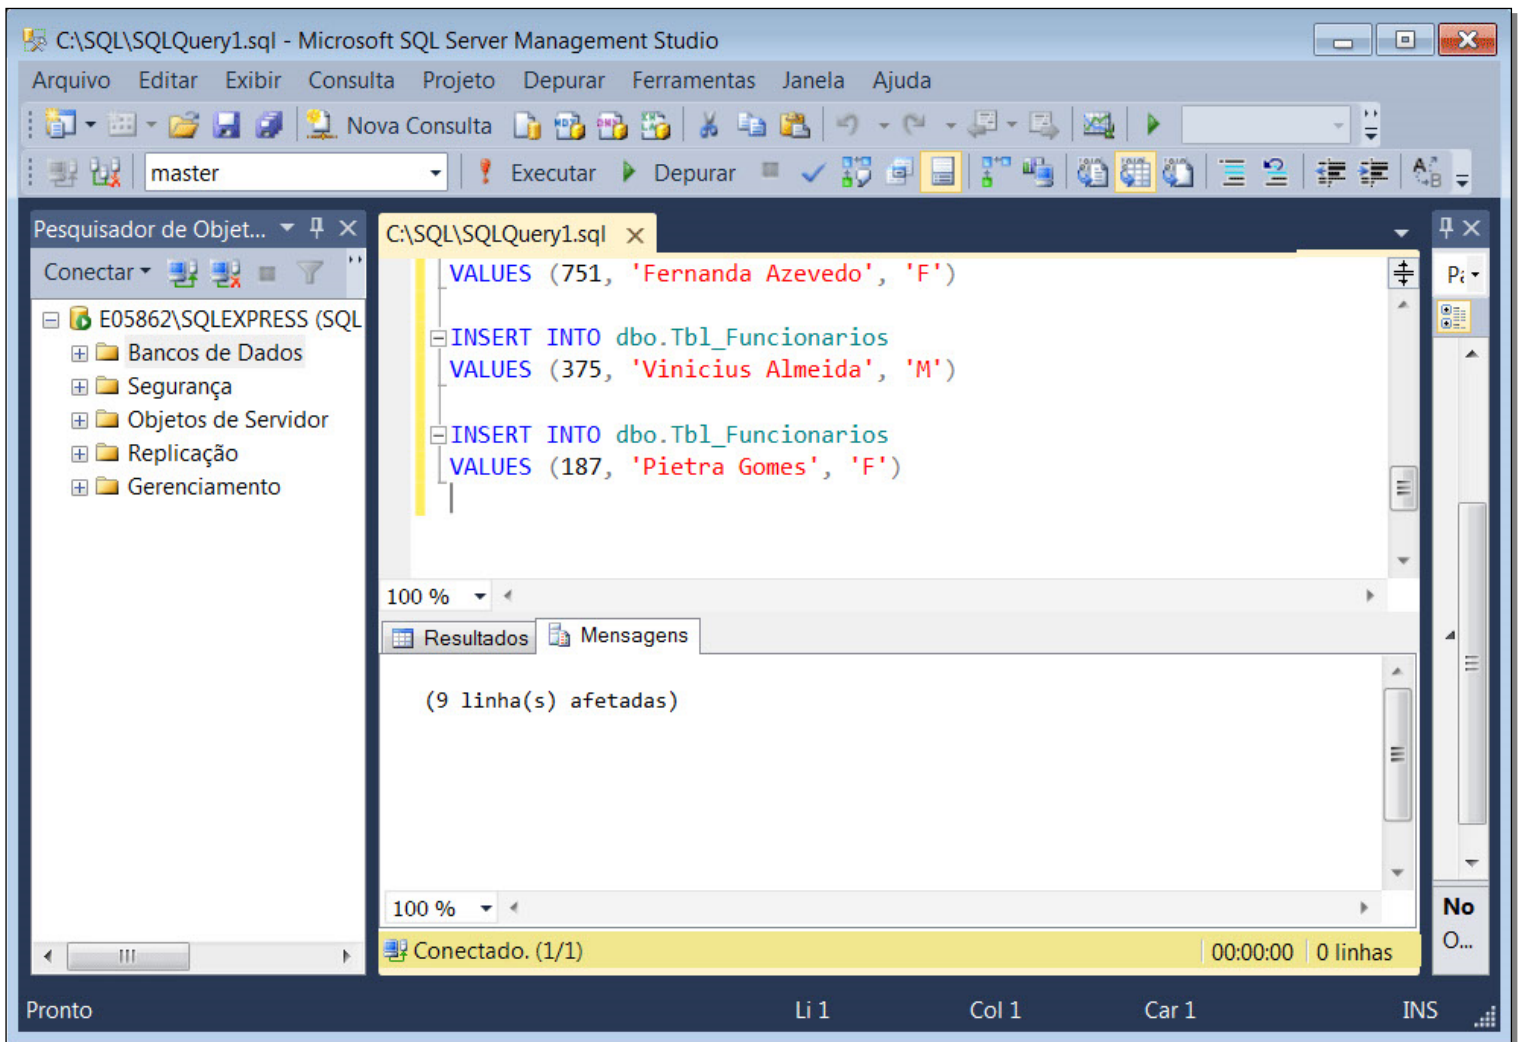 C:\SQL\SQLQuery1.sql - Microsoft SQL Server Management Studio
Arquivo Editar Exibir Consulta Projeto Depurar Ferramentas Janela Ajuda
Nova Consulta
master Executar Depurar
Pesquisador de Objet...
Conectar
E05862\SQLEXPRESS (SQL
Bancos de Dados
Segurança
Objetos de Servidor
Replicação
Gerenciamento
C:\SQL\SQLQuery1.sql
VALUES (751, 'Fernanda Azevedo', 'F')
INSERT INTO dbo.Tbl_Funcionarios
VALUES (375, 'Vinicius Almeida', 'M')
INSERT INTO dbo.Tbl_Funcionarios
VALUES (187, 'Pietra Gomes', 'F')
100 %
Resultados Mensagens
(9 linha(s) afetadas)
100 %
Conectado. (1/1) 00:00:00 0 linhas
No
O...
Pronto Li 1 Col 1 Car 1 INS